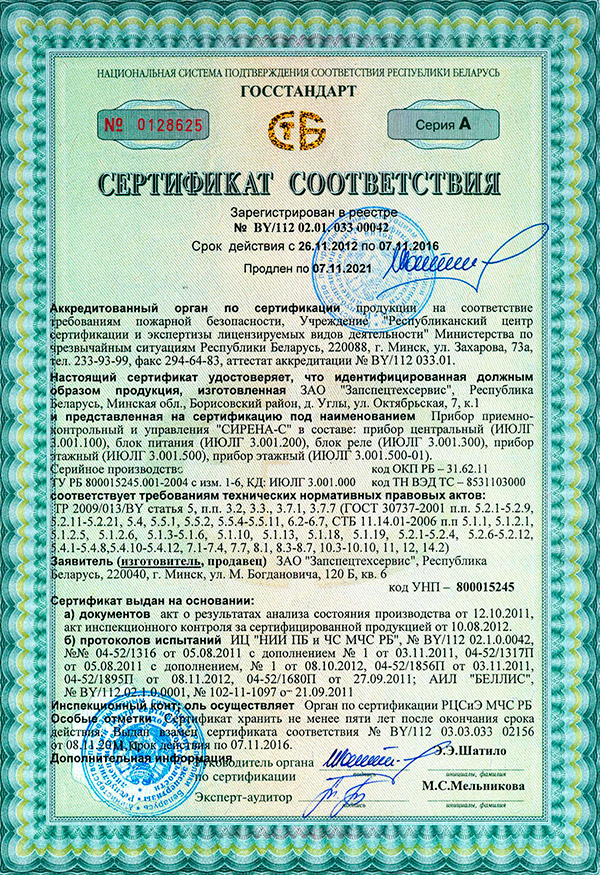 НАЦИОНАЛЬНАЯ СИСТЕМА ПОДТВЕРЖДЕНИЯ СООТВЕТСТВИЯ РЕСПУБЛИКИ БЕЛАРУСЬ
ГОССТАНДАРТ
№ 0128625
СТБ
Серия А
СЕРТИФИКАТ СООТВЕТСТВИЯ
Зарегистрирован в реестре
№ BY/112 02.01. 033 00042
Срок действия с 26.11.2012 по 07.11.2016
Продлен по 07.11.2021
Аккредитованный орган по сертификации продукции на соответствие
требованиям пожарной безопасности, Учреждение "Республиканский центр
сертификации и экспертизы лицензируемых видов деятельности" Министерства по
чрезвычайным ситуациям Республики Беларусь, 220088, г. Минск, ул. Захарова, 73а,
тел. 233-93-99, факс 294-64-83, аттестат аккредитации № BY/112 033.01.
Настоящий сертификат удостоверяет, что идентифицированная должным
образом продукция, изготовленная ЗАО "Запспецтехсервис", Республика
Беларусь, Минская обл., Борисовский район, д. Углы, ул. Октябрьская, 7, к.1
и представленная на сертификацию под наименованием Прибор приемно-
контрольный и управления "СИРЕНА-С" в составе: прибор центральный (ИЮЛГ
3.001.100), блок питания (ИЮЛГ 3.001.200), блок реле (ИЮЛГ 3.001.300), прибор
этажный (ИЮЛГ 3.001.500), прибор этажный (ИЮЛГ 3.001.500-01).
Серийное производство код ОКП РБ – 31.62.11
ТУ РБ 800015245.001-2004 с изм. 1-6, КД: ИЮЛГ 3.001.000 код ТН ВЭД ТС – 8531103000
соответствует требованиям технических нормативных правовых актов:
ТР 2009/013/BY статья 5, п.п. 3.2, 3.3, 3.7.1, 3.7.7 (ГОСТ 30737-2001 п.п. 5.2.1-5.2.9,
5.2.11-5.2.21, 5.4, 5.5.1, 5.5.2, 5.5.4-5.5.11, 6.2-6.7, СТБ 11.14.01-2006 п.п 5.1.1, 5.1.2.1,
5.1.2.5, 5.1.2.6, 5.1.3-5.1.6, 5.1.10, 5.1.13, 5.1.18, 5.1.19, 5.2.1-5.2.4, 5.2.6-5.2.12,
5.4.1-5.4.8,5.4.10-5.4.12, 7.1-7.4, 7.7, 8.1, 8.3-8.7, 10.3-10.10, 11, 12, 14.2)
Заявитель (изготовитель, продавец) ЗАО "Запспецтехсервис", Республика
Беларусь, 220040, г. Минск, ул. М. Богдановича, 120 Б, кв. 6
код УНП – 800015245
Сертификат выдан на основании:
а) документов акт о результатах анализа состояния производства от 12.10.2011,
акт инспекционного контроля за сертифицированной продукцией от 10.08.2012.
б) протоколов испытаний ИЦ "НИИ ПБ и ЧС МЧС РБ", № BY/112 02.1.0.0042,
№№ 04-52/1316 от 05.08.2011 с дополнением № 1 от 03.11.2011, 04-52/1317П
от 05.08.2011 с дополнением, № 1 от 08.10.2012, 04-52/1856П от 03.11.2011,
04-52/1895П от 08.11.2012, 04-52/1680П от 27.09.2011; АИЛ "БЕЛЛИС",
№ BY/112.02.1.0.0001, № 102-11-1097 от 21.09.2011
Инспекционный контроль осуществляет Орган по сертификации РЦСиЭ МЧС РБ
Особые отметки Сертификат хранить не менее пяти лет после окончания срока
действия. Выдан взамен сертификата соответствия № BY/112 03.03.033 02156
от 08.11.2011, срок действия по 07.11.2016.
Дополнительная информация
Руководитель органа
по сертификации
Э.Э.Шатило
подпись инициалы, фамилия
Эксперт-аудитор
М.С.Мельникова
подпись инициалы, фамилия